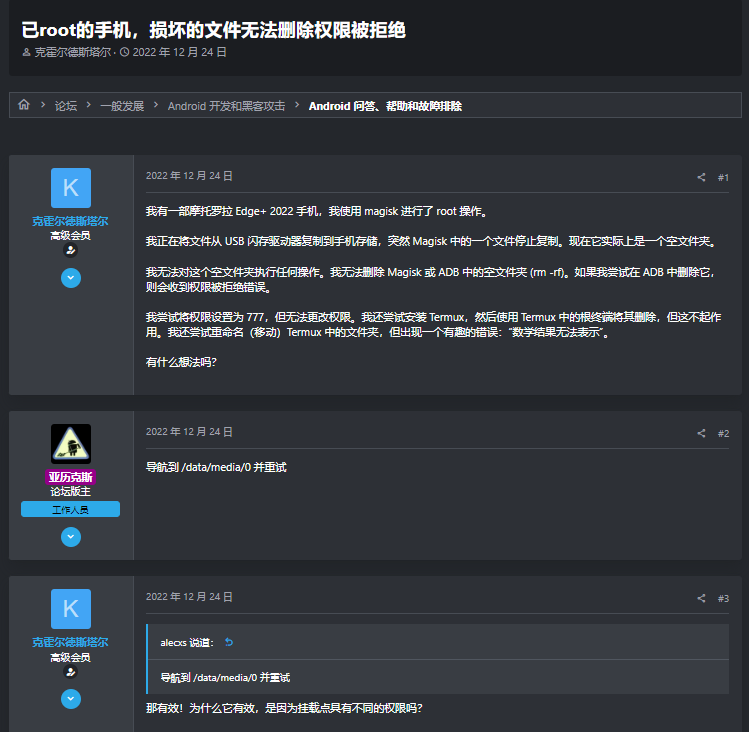 已root的手机，损坏的文件无法删除权限被拒绝
克霍尔德斯塔尔 · 2022 年 12 月 24 日
论坛 > 一般发展 > Android 开发和黑客攻击 > Android 问答、帮助和故障排除
2022 年 12 月 24 日 #1
K
克霍尔德斯塔尔
高级会员
我有一部摩托罗拉 Edge+ 2022 手机，我使用 magisk 进行了 root 操作。
我正在将文件从 USB 闪存驱动器复制到手机存储，突然 Magisk 中的一个文件停止复制。现在它实际上是一个空文件夹。
我无法对这个空文件夹执行任何操作。我无法删除 Magisk 或 ADB 中的空文件夹 (rm -rf)。如果我尝试在 ADB 中删除它，
则会收到权限被拒绝错误。
我尝试将权限设置为 777，但无法更改权限。我还尝试安装 Termux，然后使用 Termux 中的根终端将其删除，但这不起作
用。我还尝试重命名（移动）Termux 中的文件夹，但出现一个有趣的错误：“数学结果无法表示”。
有什么想法吗？
2022 年 12 月 24 日 #2
亚历克斯
论坛版主
工作人员
导航到 /data/media/0 并重试
2022 年 12 月 24 日 #3
K
克霍尔德斯塔尔
高级会员
alecxs 说道：
导航到 /data/media/0 并重试
那有效！为什么它有效，是因为挂载点具有不同的权限吗？